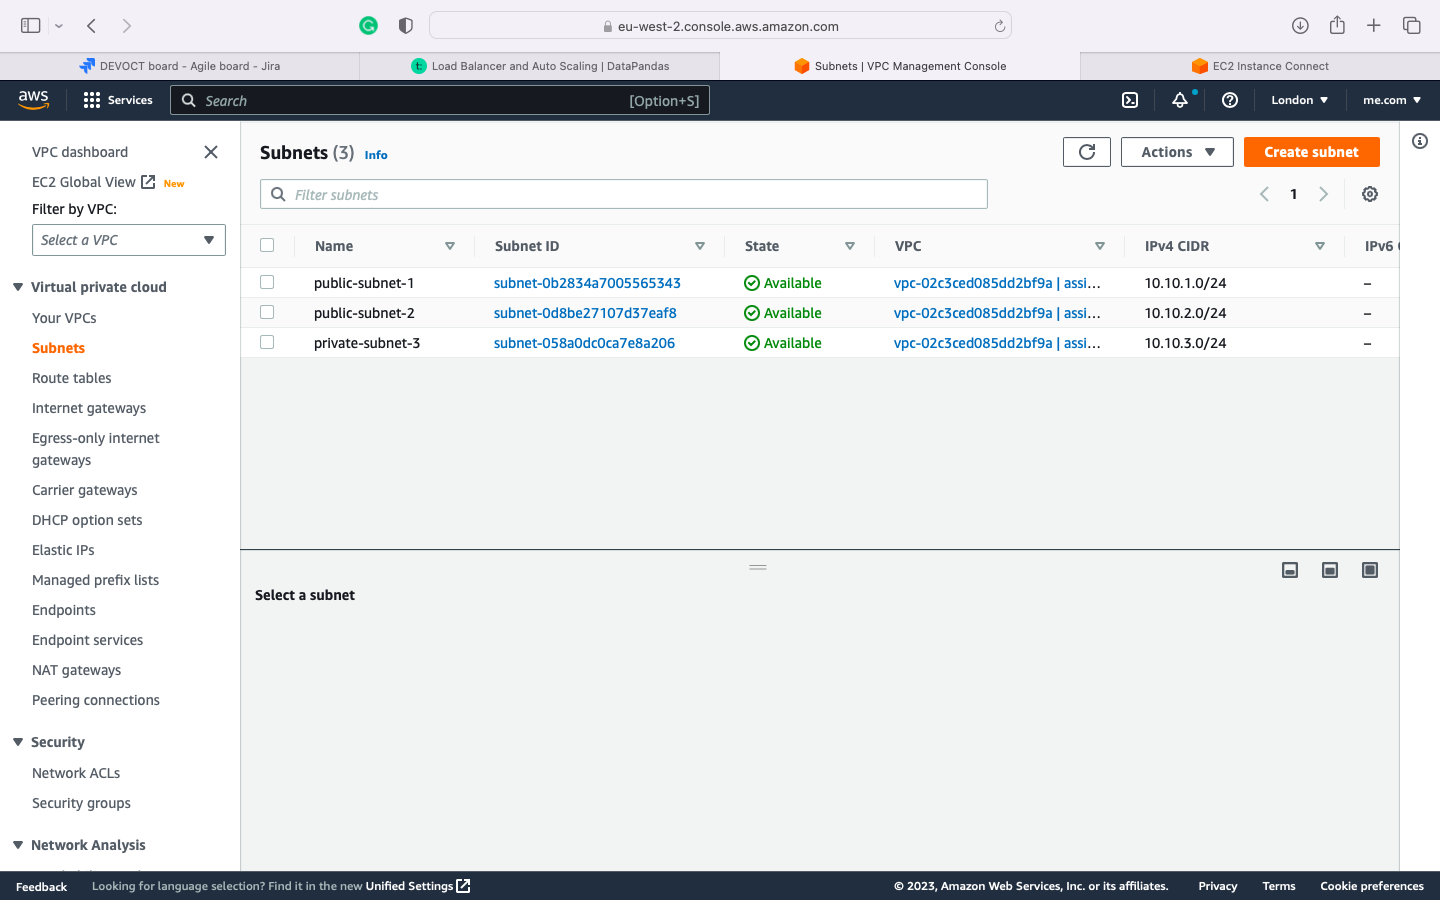 eu-west-2.console.aws.amazon.com
DEVOCT board - Agile board - Jira
Load Balancer and Auto Scaling | DataPandas
Subnets | VPC Management Console
EC2 Instance Connect
aws
Services
Search
[Option+S]
London
me.com
VPC dashboard
EC2 Global View
New
Filter by VPC:
Select a VPC
Virtual private cloud
Your VPCs
Subnets
Route tables
Internet gateways
Egress-only internet
gateways
Carrier gateways
DHCP option sets
Elastic IPs
Managed prefix lists
Endpoints
Endpoint services
NAT gateways
Peering connections
Security
Network ACLs
Security groups
Network Analysis
Subnets (3) Info
Actions
Create subnet
Filter subnets
1
Name Subnet ID State VPC IPv4 CIDR IPv6
public-subnet-1 subnet-0b2834a7005565343 Available vpc-02c3ced085dd2bf9a | assi... 10.10.1.0/24 –
public-subnet-2 subnet-0d8be27107d37eaf8 Available vpc-02c3ced085dd2bf9a | assi... 10.10.2.0/24 –
private-subnet-3 subnet-058a0dc0ca7e8a206 Available vpc-02c3ced085dd2bf9a | assi... 10.10.3.0/24 –
Select a subnet
Feedback Looking for language selection? Find it in the new Unified Settings © 2023, Amazon Web Services, Inc. or its affiliates. Privacy Terms Cookie preferences